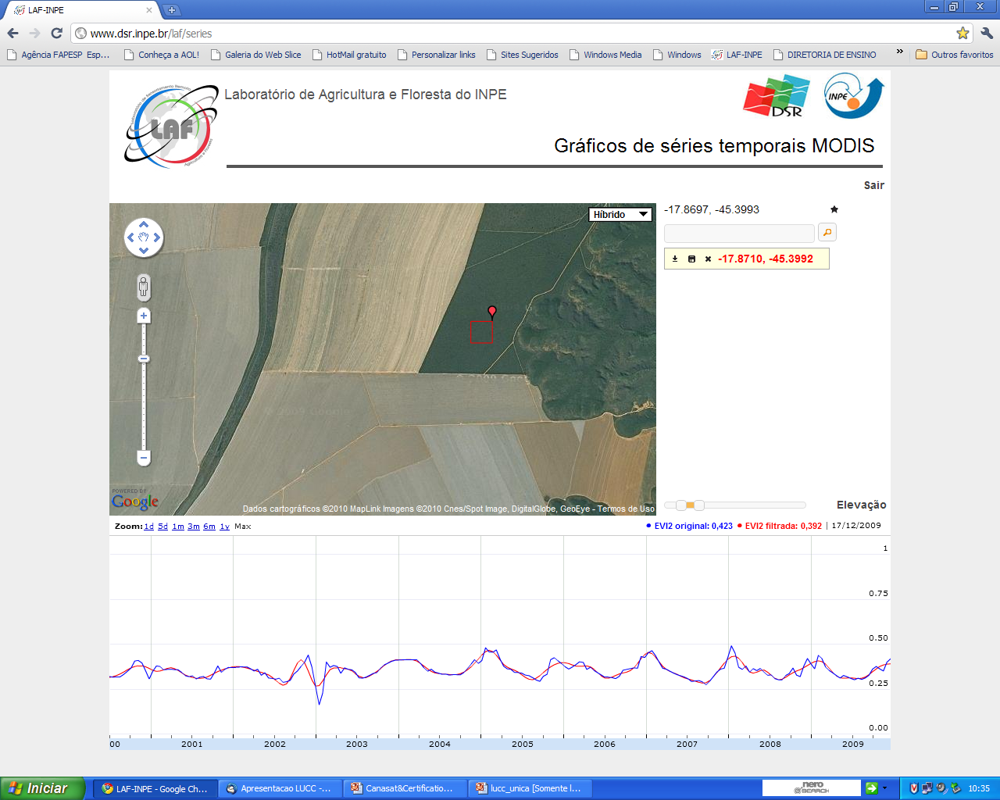 LAF-INPE
www.dsr.inpe.br/laf/series
Agência FAPESP Esp...
Conheça a AOL!
Galeria do Web Slice
HotMail gratuito
Personalizar links
Sites Sugeridos
Windows Media
Windows
LAF-INPE
DIRETORIA DE ENSINO
»
Outros favoritos
LAF
Laboratório de Agricultura e Floresta do INPE
DSR
INPE
Gráficos de séries temporais MODIS
Sair
Híbrido
-17.8697, -45.3993
-17.8710, -45.3992
POWERED BY
Google
Dados cartográficos ©2010 MapLink Imagens ©2010 Cnes/Spot Image, DigitalGlobe, GeoEye - Termos de Uso
Elevação
Zoom: 1d 5d 1m 3m 6m 1y Max
EVI2 original: 0,423 EVI2 filtrada: 0,392 | 17/12/2009
1
0.75
0.50
0.25
0.00
00 2001 2002 2003 2004 2005 2006 2007 2008 2009
Iniciar
LAF-INPE - Google Ch...
Apresentacao LUCC -...
Canasat&Certificatio...
lucc_unica [Somente l...
nero
SEARCH
10:35